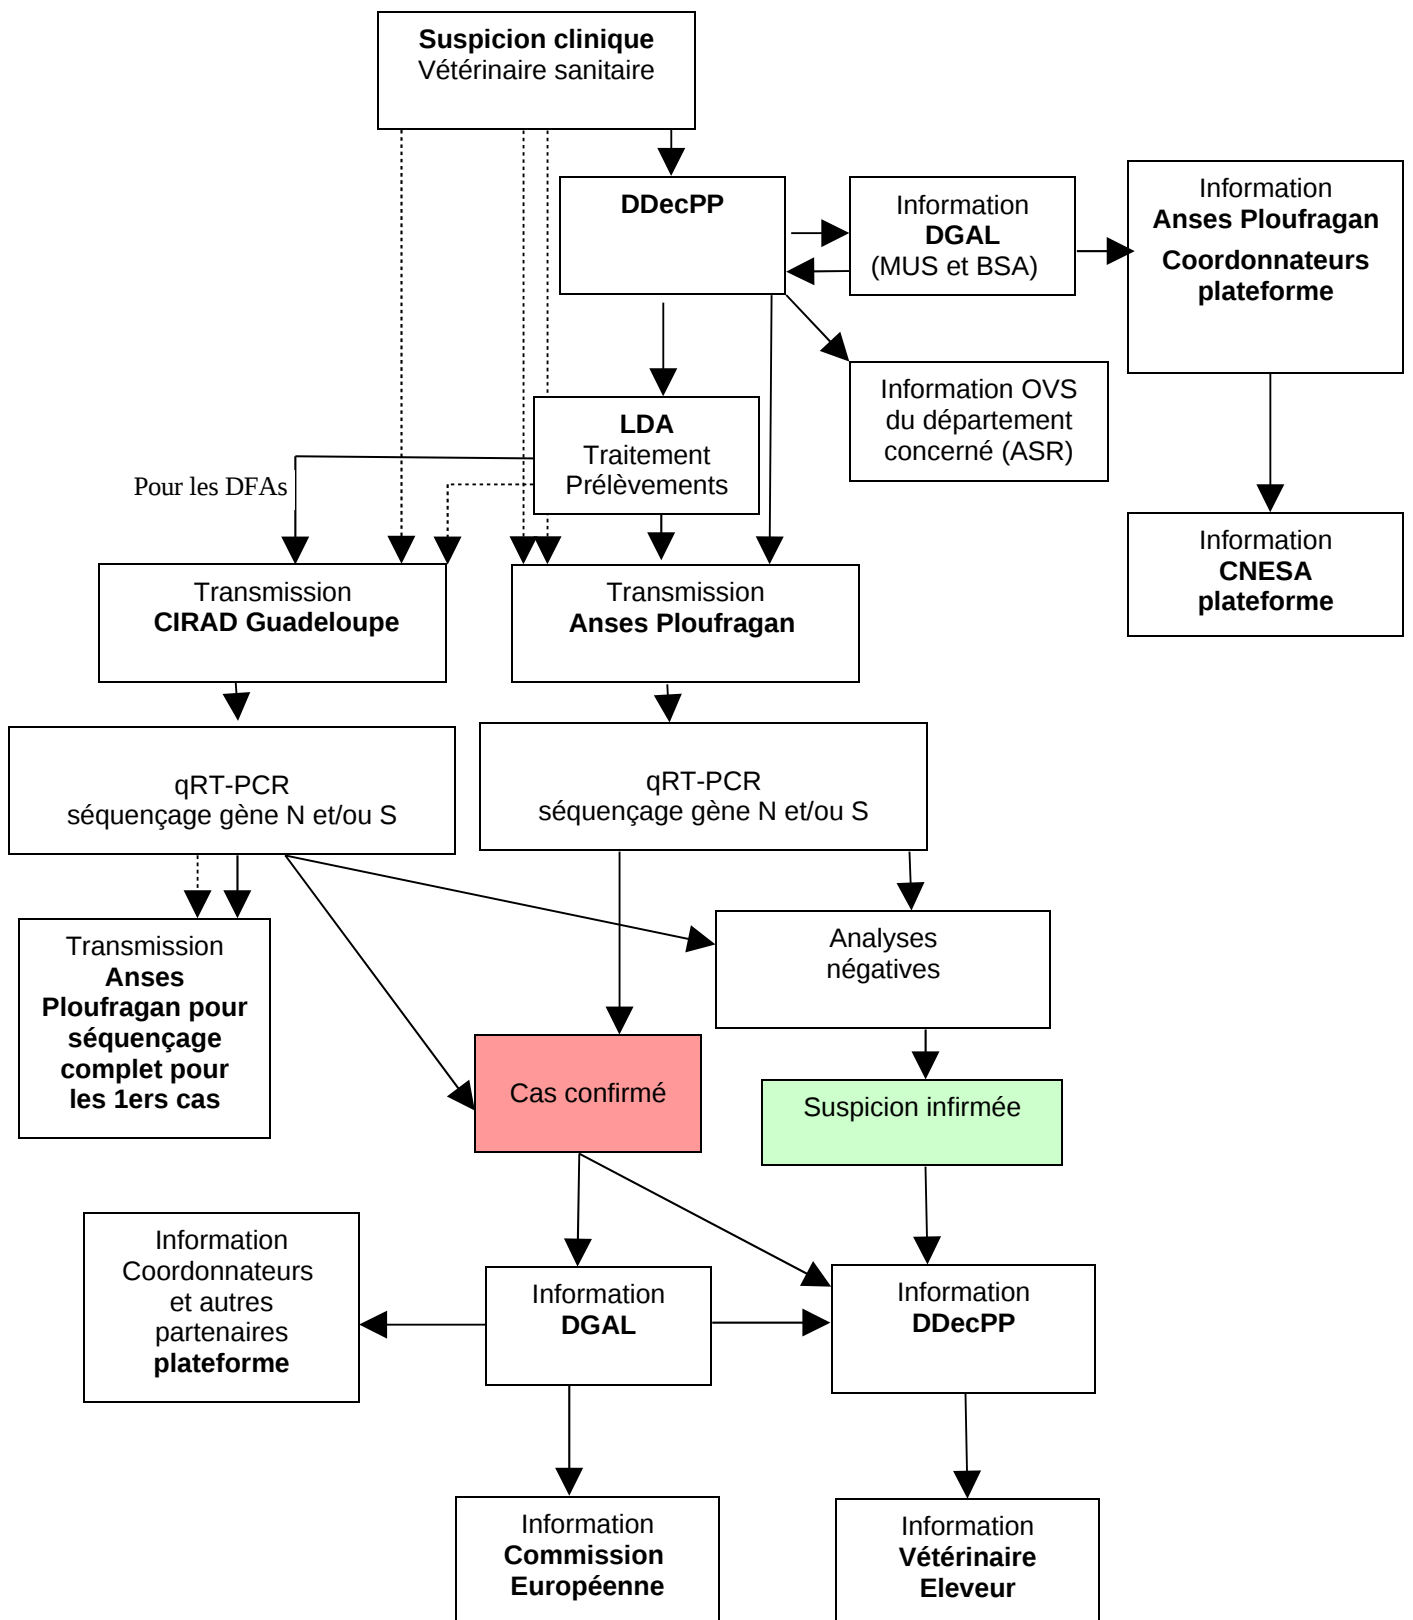 Suspicion clinique
Vétérinaire sanitaire
DDecPP
Information
DGAL
(MUS et BSA)
Information
Anses Ploufragan
Coordonnateurs
plateforme
Information OVS
du département
concerné (ASR)
LDA
Traitement
Prélèvements
Pour les DFAs
Information
CNESA
plateforme
Transmission
CIRAD Guadeloupe
Transmission
Anses Ploufragan
qRT-PCR
séquençage gène N et/ou S
qRT-PCR
séquençage gène N et/ou S
Transmission
Anses
Ploufragan pour
séquençage
complet pour
les 1ers cas
Analyses
négatives
Cas confirmé
Suspicion infirmée
Information
Coordonnateurs
et autres
partenaires
plateforme
Information
DGAL
Information
DDecPP
Information
Commission
Européenne
Information
Vétérinaire
Eleveur